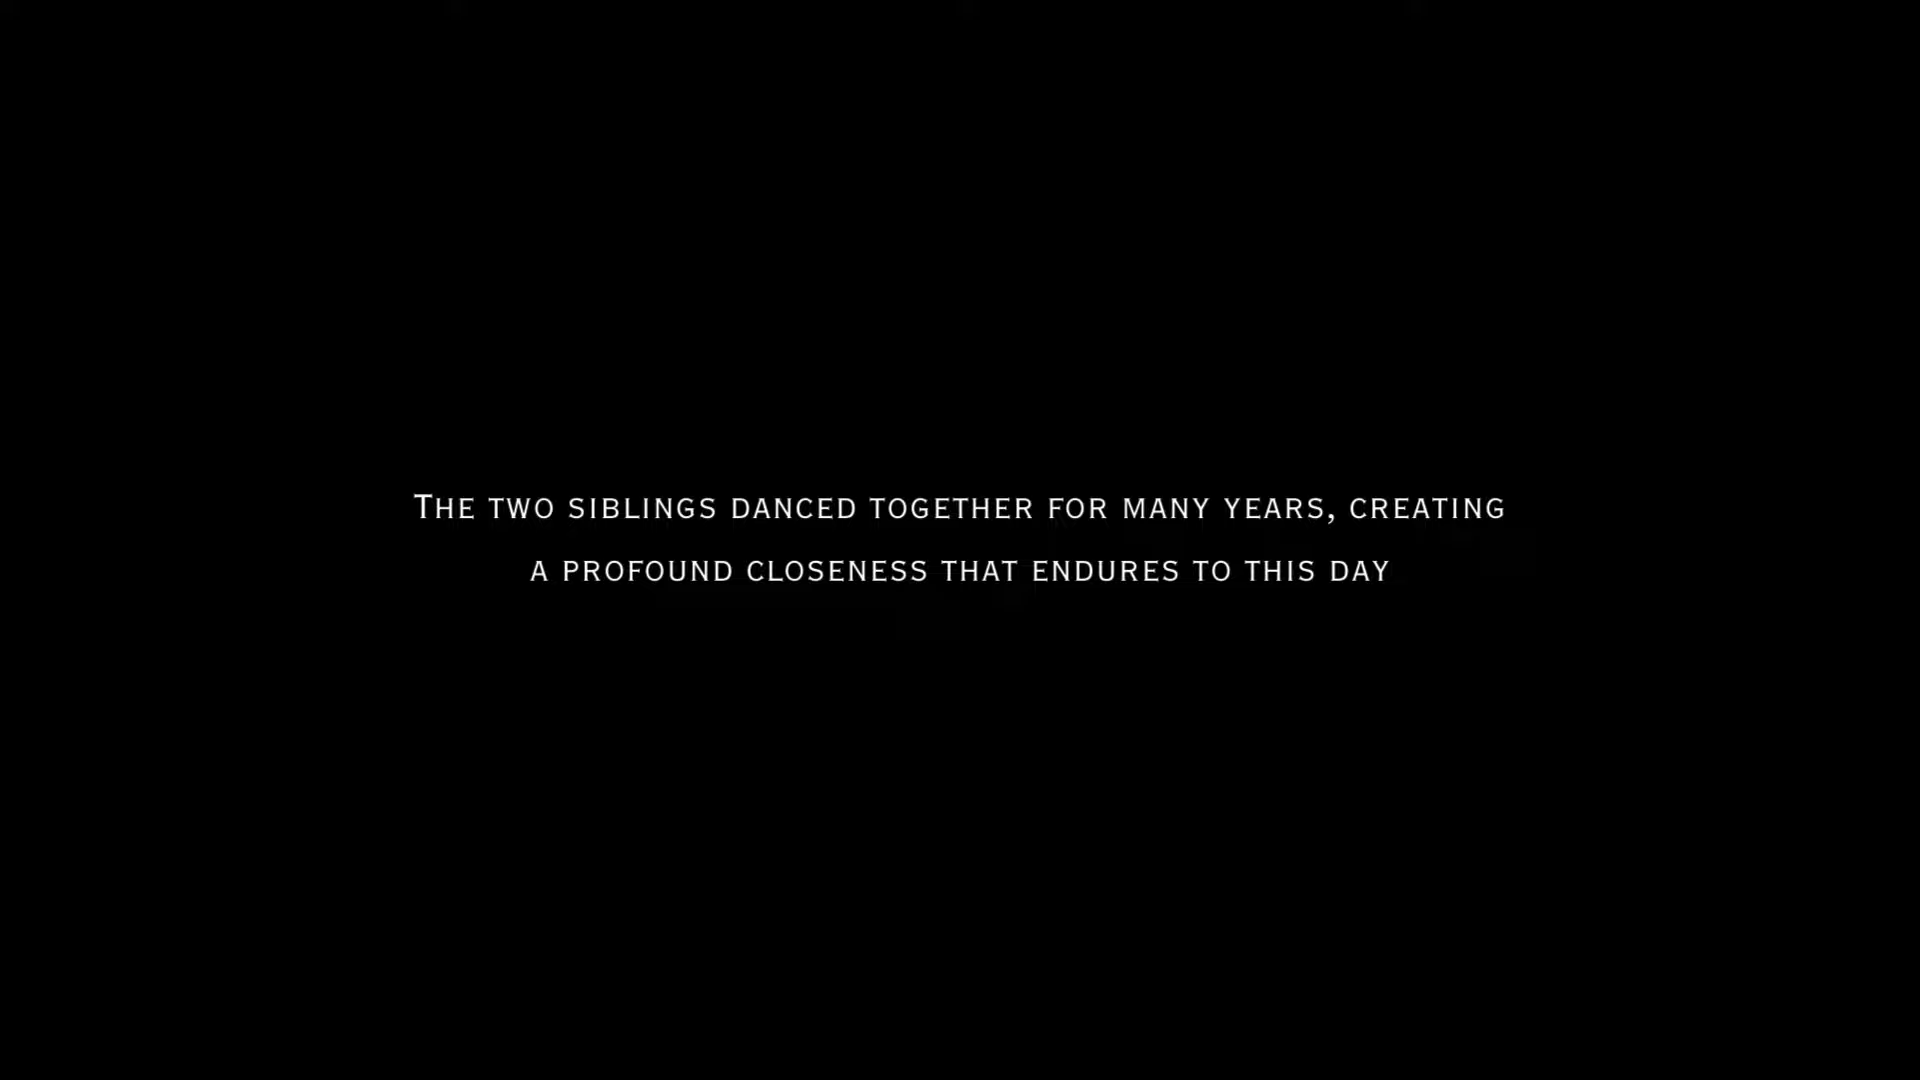 The two siblings danced together for many years, creating
a profound closeness that endures to this day